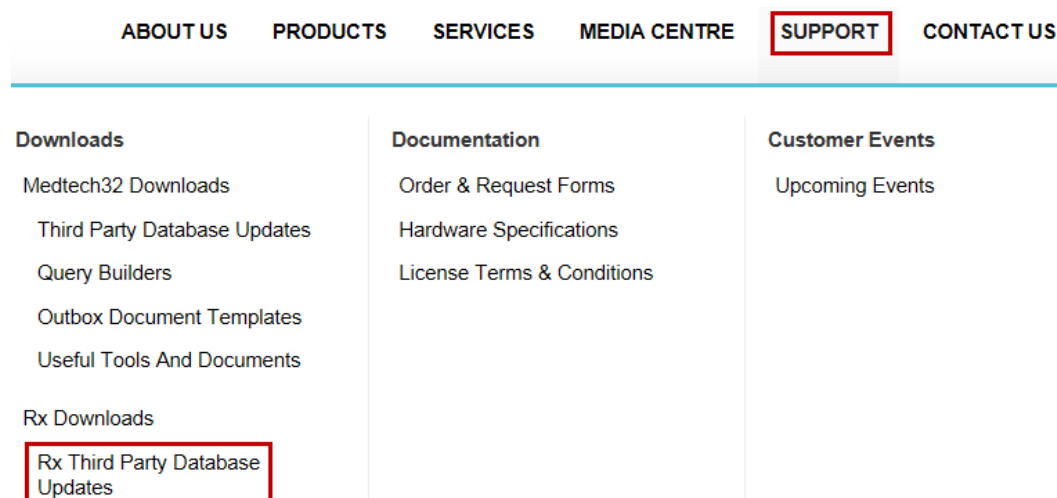 ABOUT US PRODUCTS SERVICES MEDIA CENTRE SUPPORT CONTACT US
Downloads
Medtech32 Downloads
Third Party Database Updates
Query Builders
Outbox Document Templates
Useful Tools And Documents
Rx Downloads
Rx Third Party Database
Updates
Documentation
Order & Request Forms
Hardware Specifications
License Terms & Conditions
Customer Events
Upcoming Events